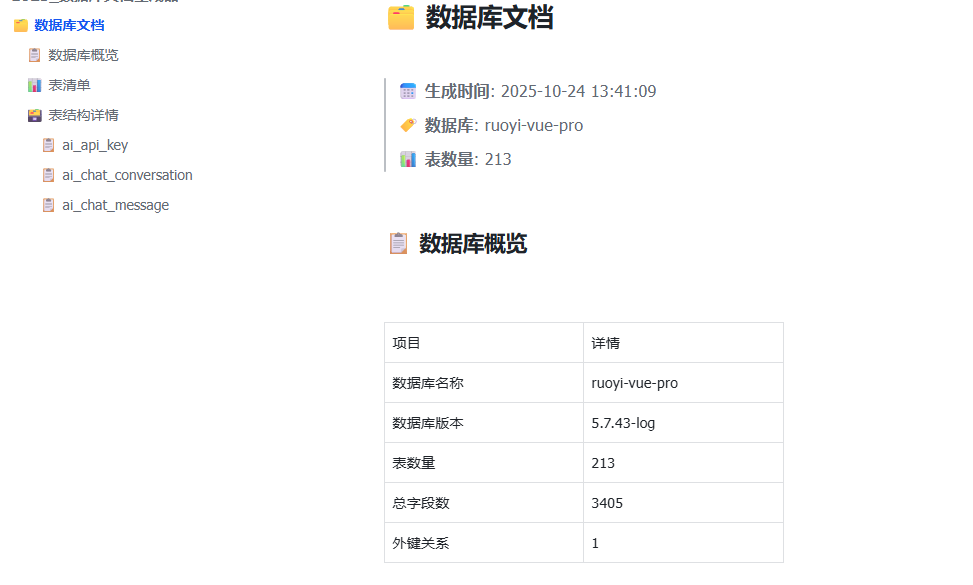 数据库文档
数据库概览
表清单
表结构详情
ai_api_key
ai_chat_conversation
ai_chat_message
数据库文档
生成时间: 2025-10-24 13:41:09
数据库: ruoyi-vue-pro
表数量: 213
数据库概览
项目 详情
数据库名称 ruoyi-vue-pro
数据库版本 5.7.43-log
表数量 213
总字段数 3405
外键关系 1